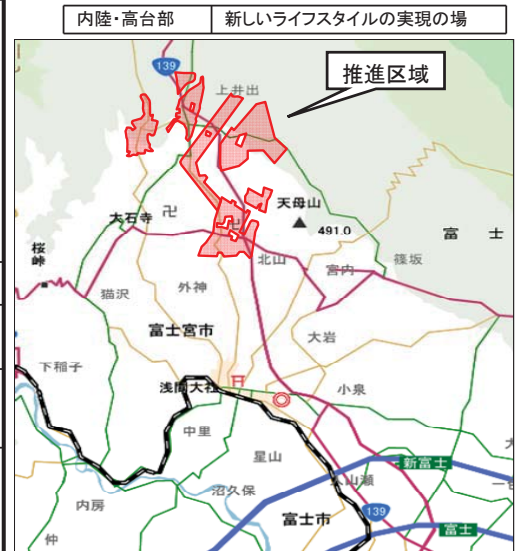 内陸・高台部
新しいライフスタイルの実現の場
139
上井出
推進区域
大石寺
卍
天母山
491.0
富 士
桜峠
北山
宮内
篠坂
猫沢
外神
富士宮市
大岩
下稲子
浅間大社
小泉
中里
星山
新富士
沼久保
内房
139
富士市
富士
仲